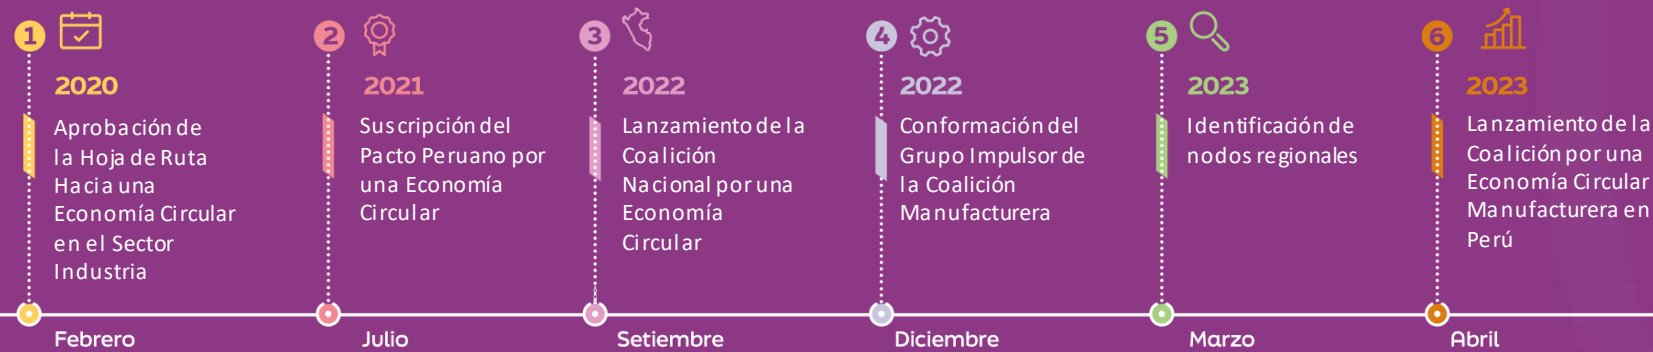 1
2020
Aprobación de
la Hoja de Ruta
Hacia una
Economía Circular
en el Sector
Industria
Febrero
2
2021
Suscripción del
Pacto Peruano por
una Economía
Circular
Julio
3
2022
Lanzamiento de la
Coalición
Nacional por una
Economía
Circular
Setiembre
4
2022
Conformación del
Grupo Impulsor de
la Coalición
Manufacturera
Diciembre
5
2023
Identificación de
nodos regionales
Marzo
6
2023
Lanzamiento de la
Coalición por una
Economía Circular
Manufacturera en
Perú
Abril